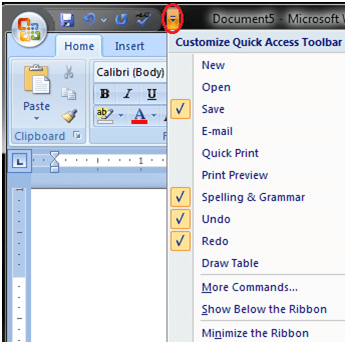 Document5 - Microsoft
Home Insert
Customize Quick Access Toolbar
Paste
Calibri (Body)
B I U
ab A
Clipboard
L
1
New
Open
Save
E-mail
Quick Print
Print Preview
Spelling & Grammar
Undo
Redo
Draw Table
More Commands...
Show Below the Ribbon
Minimize the Ribbon